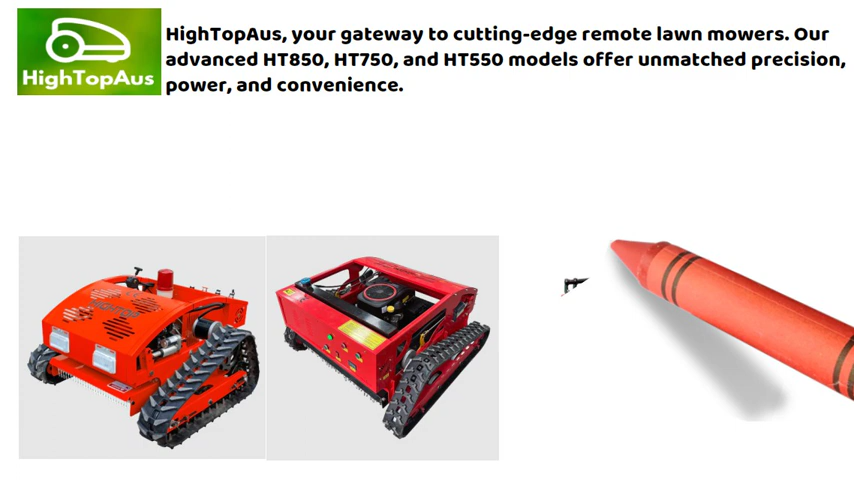 HighTopAus
HighTopAus, your gateway to cutting-edge remote lawn mowers. Our
advanced HT850, HT750, and HT550 models offer unmatched precision,
power, and convenience.
HIGHTOP